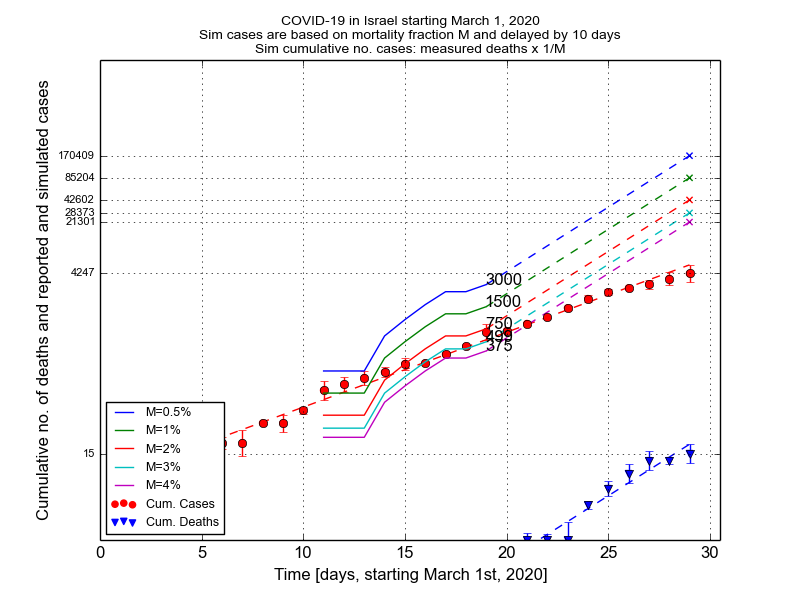 COVID-19 in Israel starting March 1, 2020
Sim cases are based on mortality fraction M and delayed by 10 days
Sim cumulative no. cases: measured deaths x 1/M
Cumulative no. of deaths and reported and simulated cases
170409
85204
42602
28373
21301
4247
15
3000
1500
750
499
375
M=0.5%
M=1%
M=2%
M=3%
M=4%
Cum. Cases
Cum. Deaths
0 5 10 15 20 25 30
Time [days, starting March 1st, 2020]